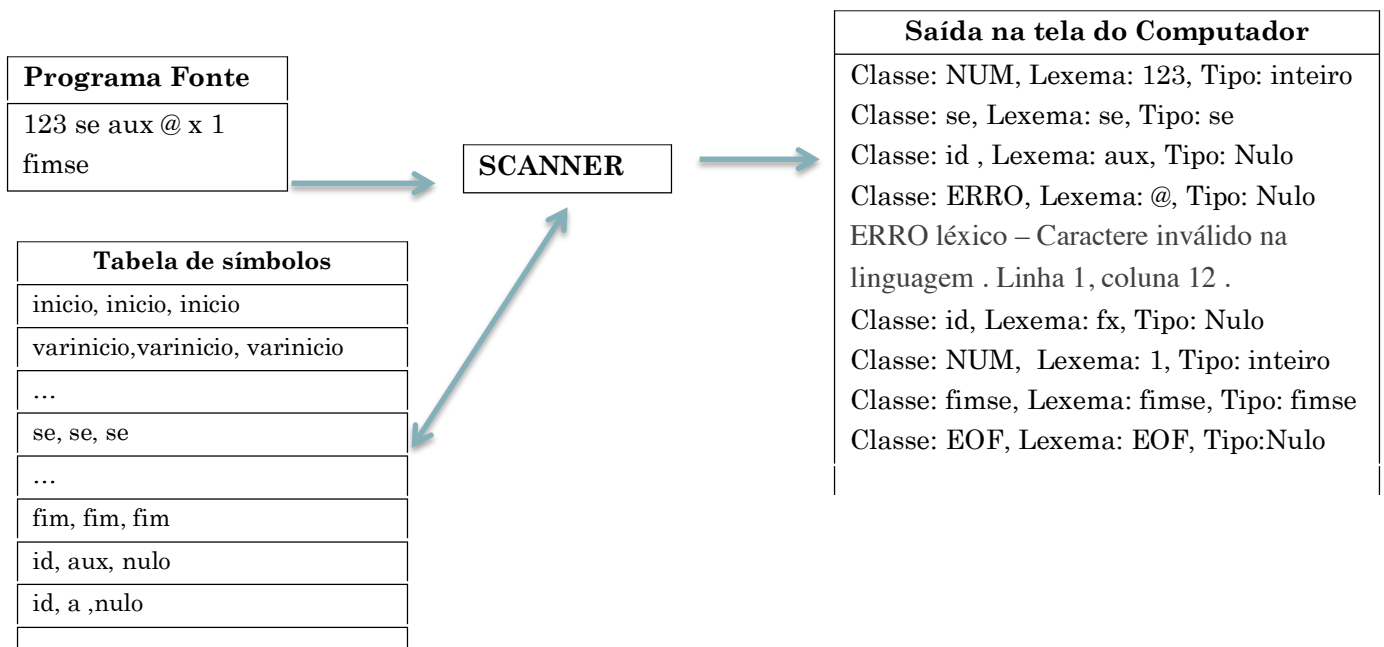 Programa Fonte
123 se aux @ x 1
fimse
SCANNER
Tabela de símbolos
inicio, inicio, inicio
varinicio,varinicio, varinicio
...
se, se, se
...
fim, fim, fim
id, aux, nulo
id, a ,nulo
Saída na tela do Computador
Classe: NUM, Lexema: 123, Tipo: inteiro
Classe: se, Lexema: se, Tipo: se
Classe: id , Lexema: aux, Tipo: Nulo
Classe: ERRO, Lexema: @, Tipo: Nulo
ERRO léxico – Caractere inválido na
linguagem . Linha 1, coluna 12 .
Classe: id, Lexema: fx, Tipo: Nulo
Classe: NUM, Lexema: 1, Tipo: inteiro
Classe: fimse, Lexema: fimse, Tipo: fimse
Classe: EOF, Lexema: EOF, Tipo:Nulo